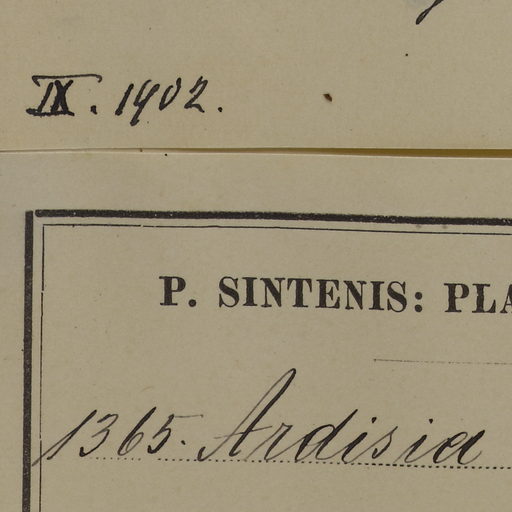 IX. 1902.
P. SINTENIS: PLA
1365. Ardisia